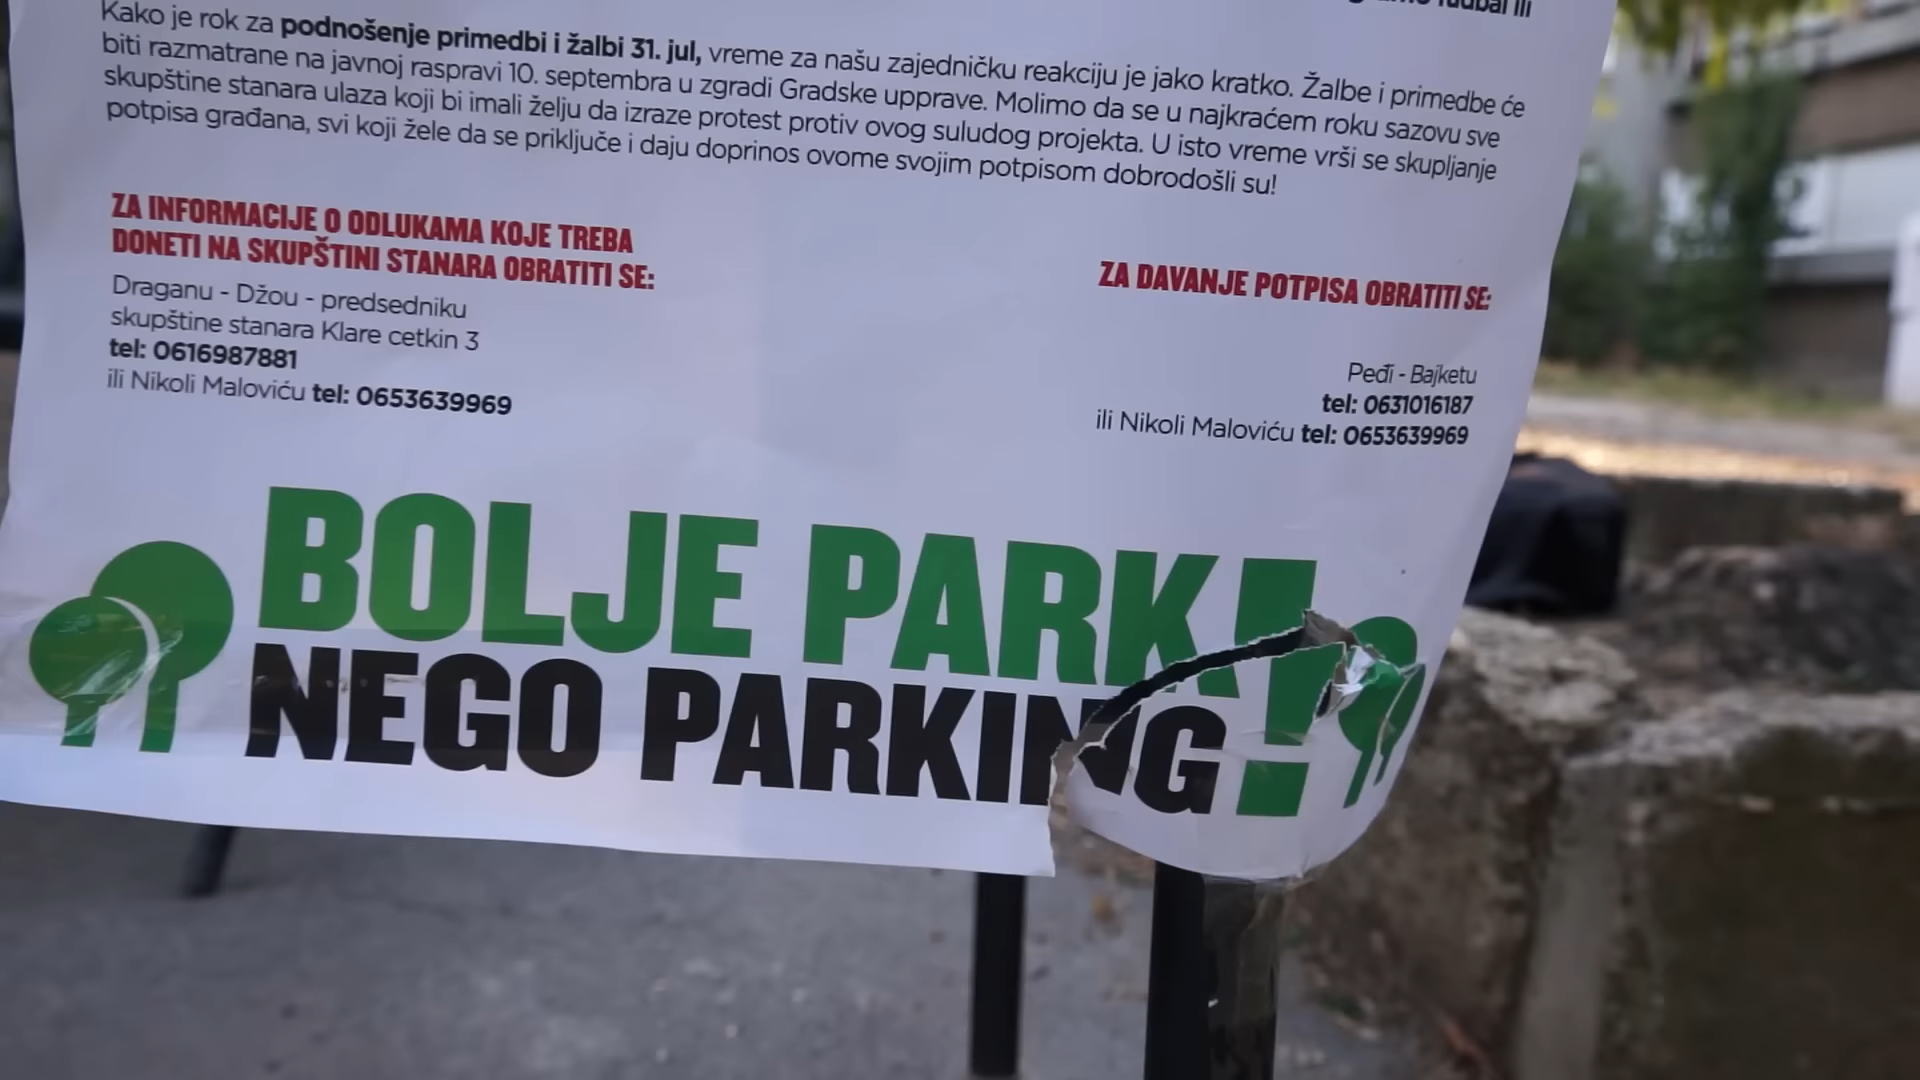 fudbal ili
Kako je rok za podnošenje primedbi i žalbi 31. jul, vreme za našu zajedničku reakciju je jako kratko. Žalbe i primedbe će
biti razmatrane na javnoj raspravi 10. septembra u zgradi Gradske upprave. Molimo da se u najkraćem roku sazovu sve
skupštine stanara ulaza koji bi imali želju da izraze protest protiv ovog suludog projekta. U isto vreme vrši se skupljanje
potpisa građana, svi koji žele da se priključe i daju doprinos ovome svojim potpisom dobrodošli su!
ZA INFORMACIJE O ODLUKAMA KOJE TREBA
DONETI NA SKUPŠTINI STANARA OBRATITI SE:
Draganu - Džou - predsedniku
skupštine stanara Klare cetkin 3
tel: 0616987881
ili Nikoli Maloviću tel: 0653639969
ZA DAVANJE POTPISA OBRATITI SE:
Peđi - Bajketu
tel: 0631016187
ili Nikoli Maloviću tel: 0653639969
BOLJE PARK
NEGO PARKING!